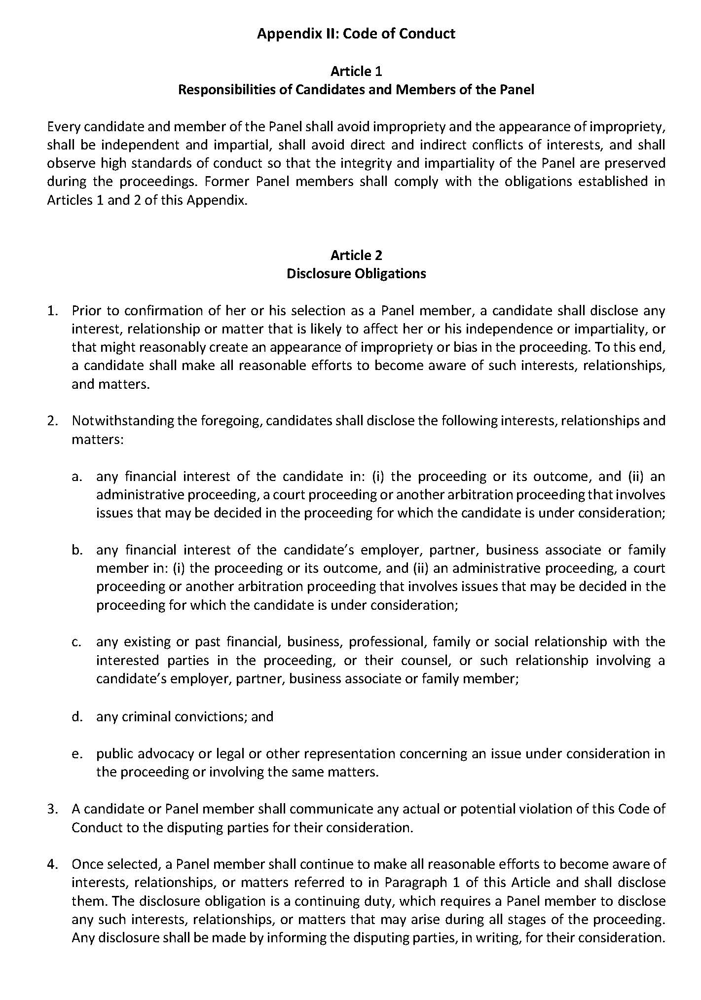 Appendix II: Code of Conduct
Article 1
Responsibilities of Candidates and Members of the Panel
Every candidate and member of the Panel shall avoid impropriety and the appearance of impropriety,
shall be independent and impartial, shall avoid direct and indirect conflicts of interests, and shall
observe high standards of conduct so that the integrity and impartiality of the Panel are preserved
during the proceedings. Former Panel members shall comply with the obligations established in
Articles 1 and 2 of this Appendix.
Article 2
Disclosure Obligations
1. Prior to confirmation of her or his selection as a Panel member, a candidate shall disclose any
interest, relationship or matter that is likely to affect her or his independence or impartiality, or
that might reasonably create an appearance of impropriety or bias in the proceeding. To this end,
a candidate shall make all reasonable efforts to become aware of such interests, relationships,
and matters.
2. Notwithstanding the foregoing, candidates shall disclose the following interests, relationships and
matters:
a. any financial interest of the candidate in: (i) the proceeding or its outcome, and (ii) an
administrative proceeding, a court proceeding or another arbitration proceeding that involves
issues that may be decided in the proceeding for which the candidate is under consideration;
b. any financial interest of the candidate’s employer, partner, business associate or family
member in: (i) the proceeding or its outcome, and (ii) an administrative proceeding, a court
proceeding or another arbitration proceeding that involves issues that may be decided in the
proceeding for which the candidate is under consideration;
c. any existing or past financial, business, professional, family or social relationship with the
interested parties in the proceeding, or their counsel, or such relationship involving a
candidate’s employer, partner, business associate or family member;
d. any criminal convictions; and
e. public advocacy or legal or other representation concerning an issue under consideration in
the proceeding or involving the same matters.
3. A candidate or Panel member shall communicate any actual or potential violation of this Code of
Conduct to the disputing parties for their consideration.
4. Once selected, a Panel member shall continue to make all reasonable efforts to become aware of
interests, relationships, or matters referred to in Paragraph 1 of this Article and shall disclose
them. The disclosure obligation is a continuing duty, which requires a Panel member to disclose
any such interests, relationships, or matters that may arise during all stages of the proceeding.
Any disclosure shall be made by informing the disputing parties, in writing, for their consideration.